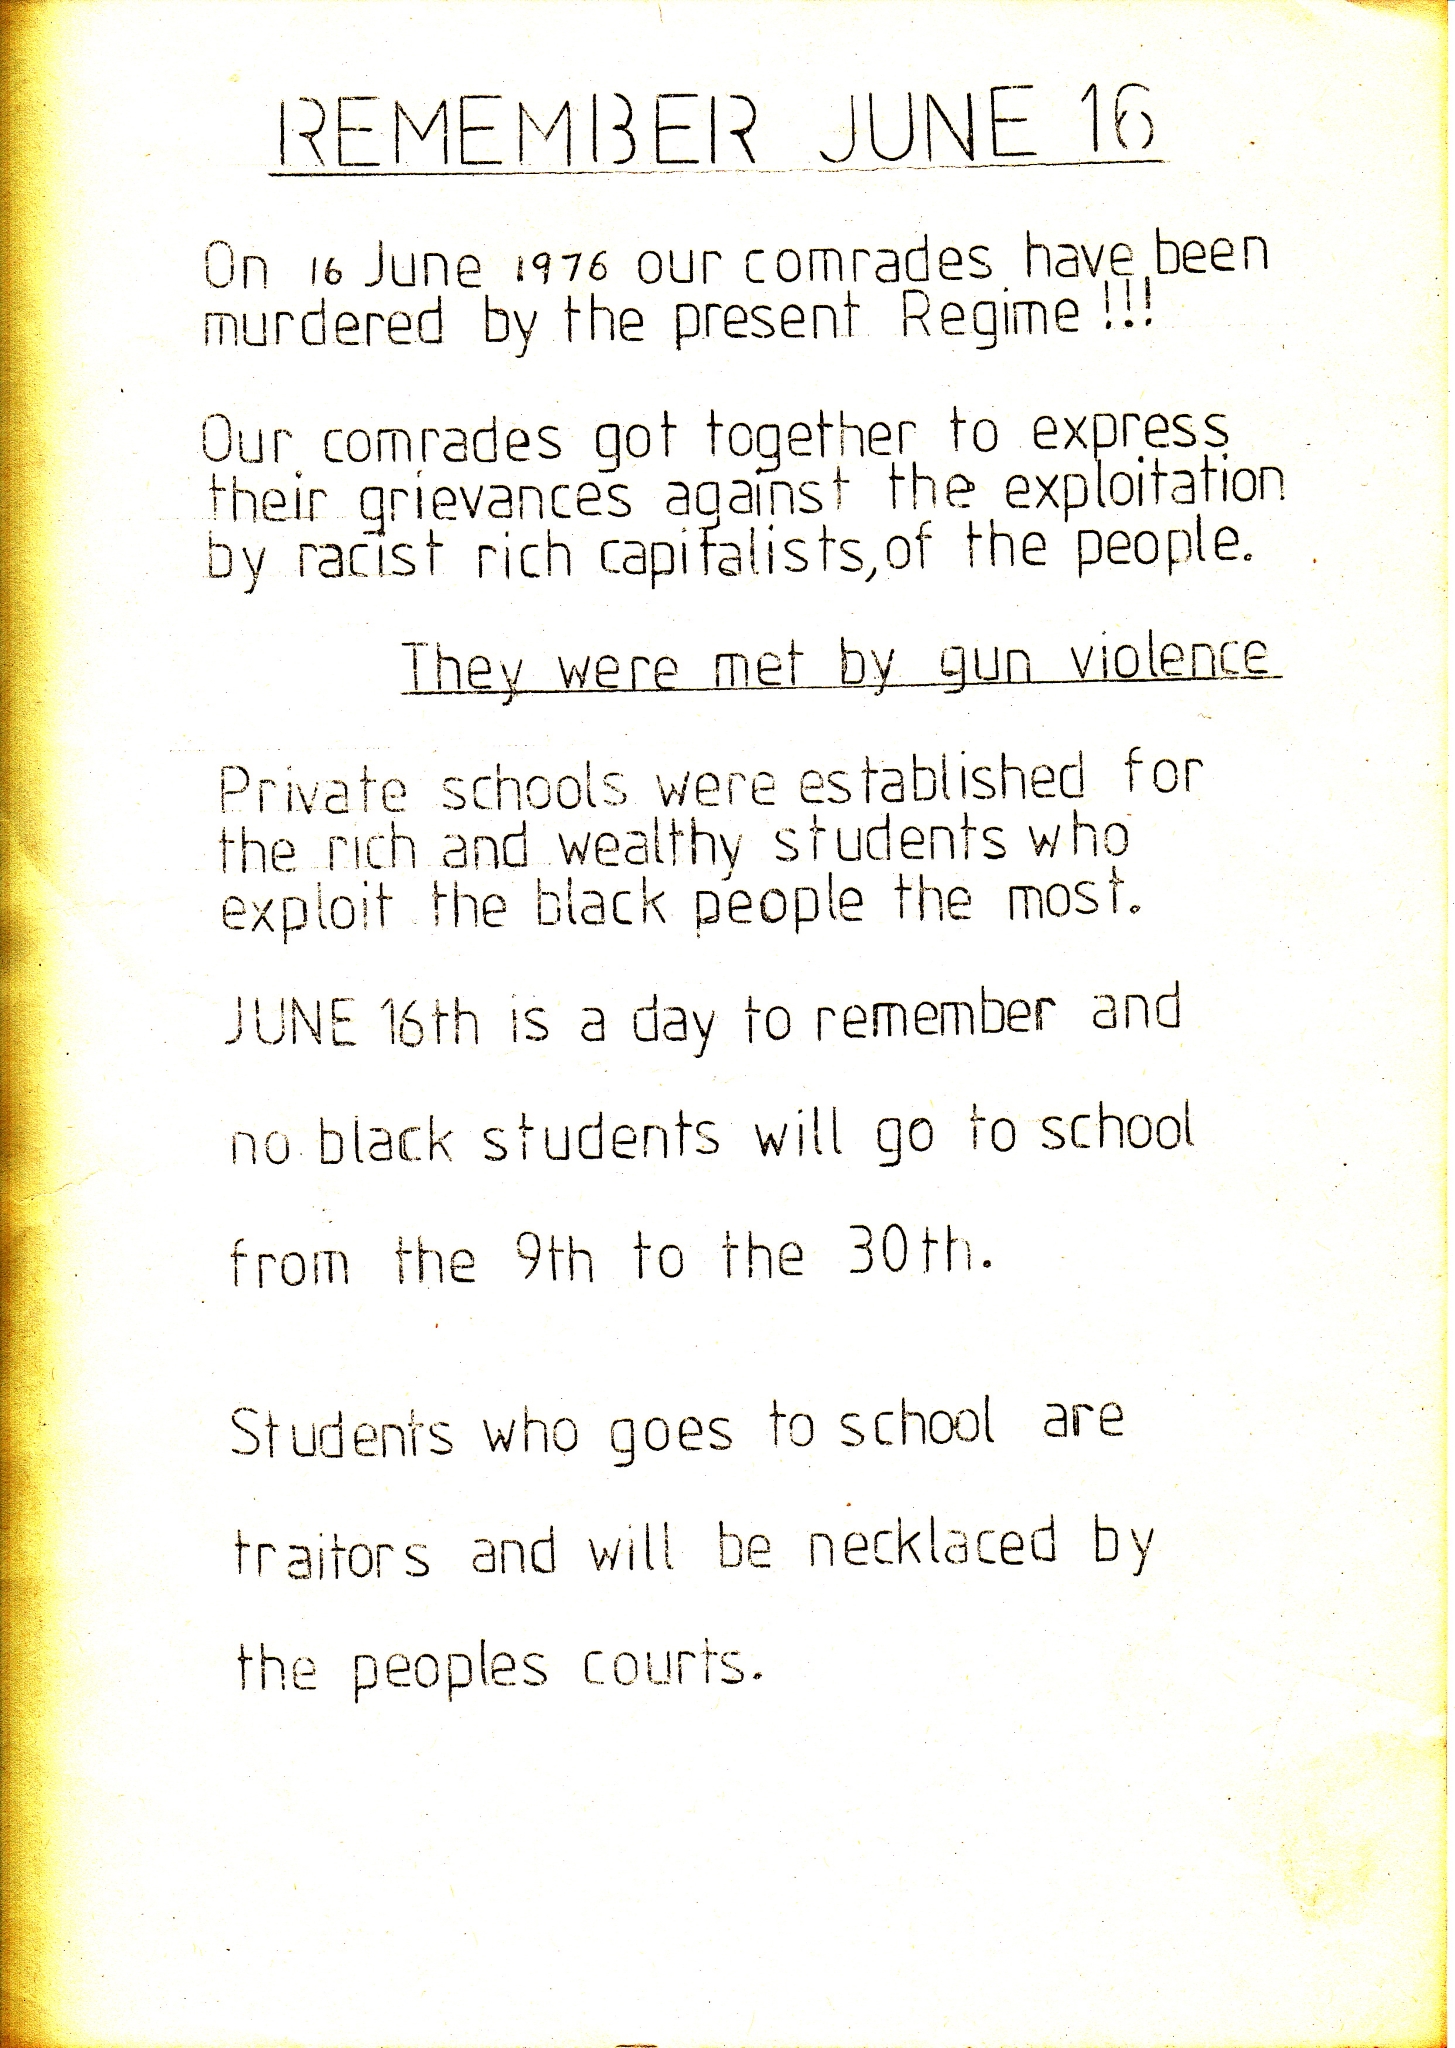 REMEMBER JUNE 16
On 16 June 1976 our comrades have been
murdered by the present Regime !!!
Our comrades got together to express
their grievances against the exploitation
by racist rich capitalists, of the people.
They were met by gun violence
Private schools were established for
the rich and wealthy students who
exploit the black people the most.
JUNE 16th is a day to remember and
no black students will go to school
from the 9th to the 30th.
Students who goes to school are
traitors and will be necklaced by
the peoples courts.